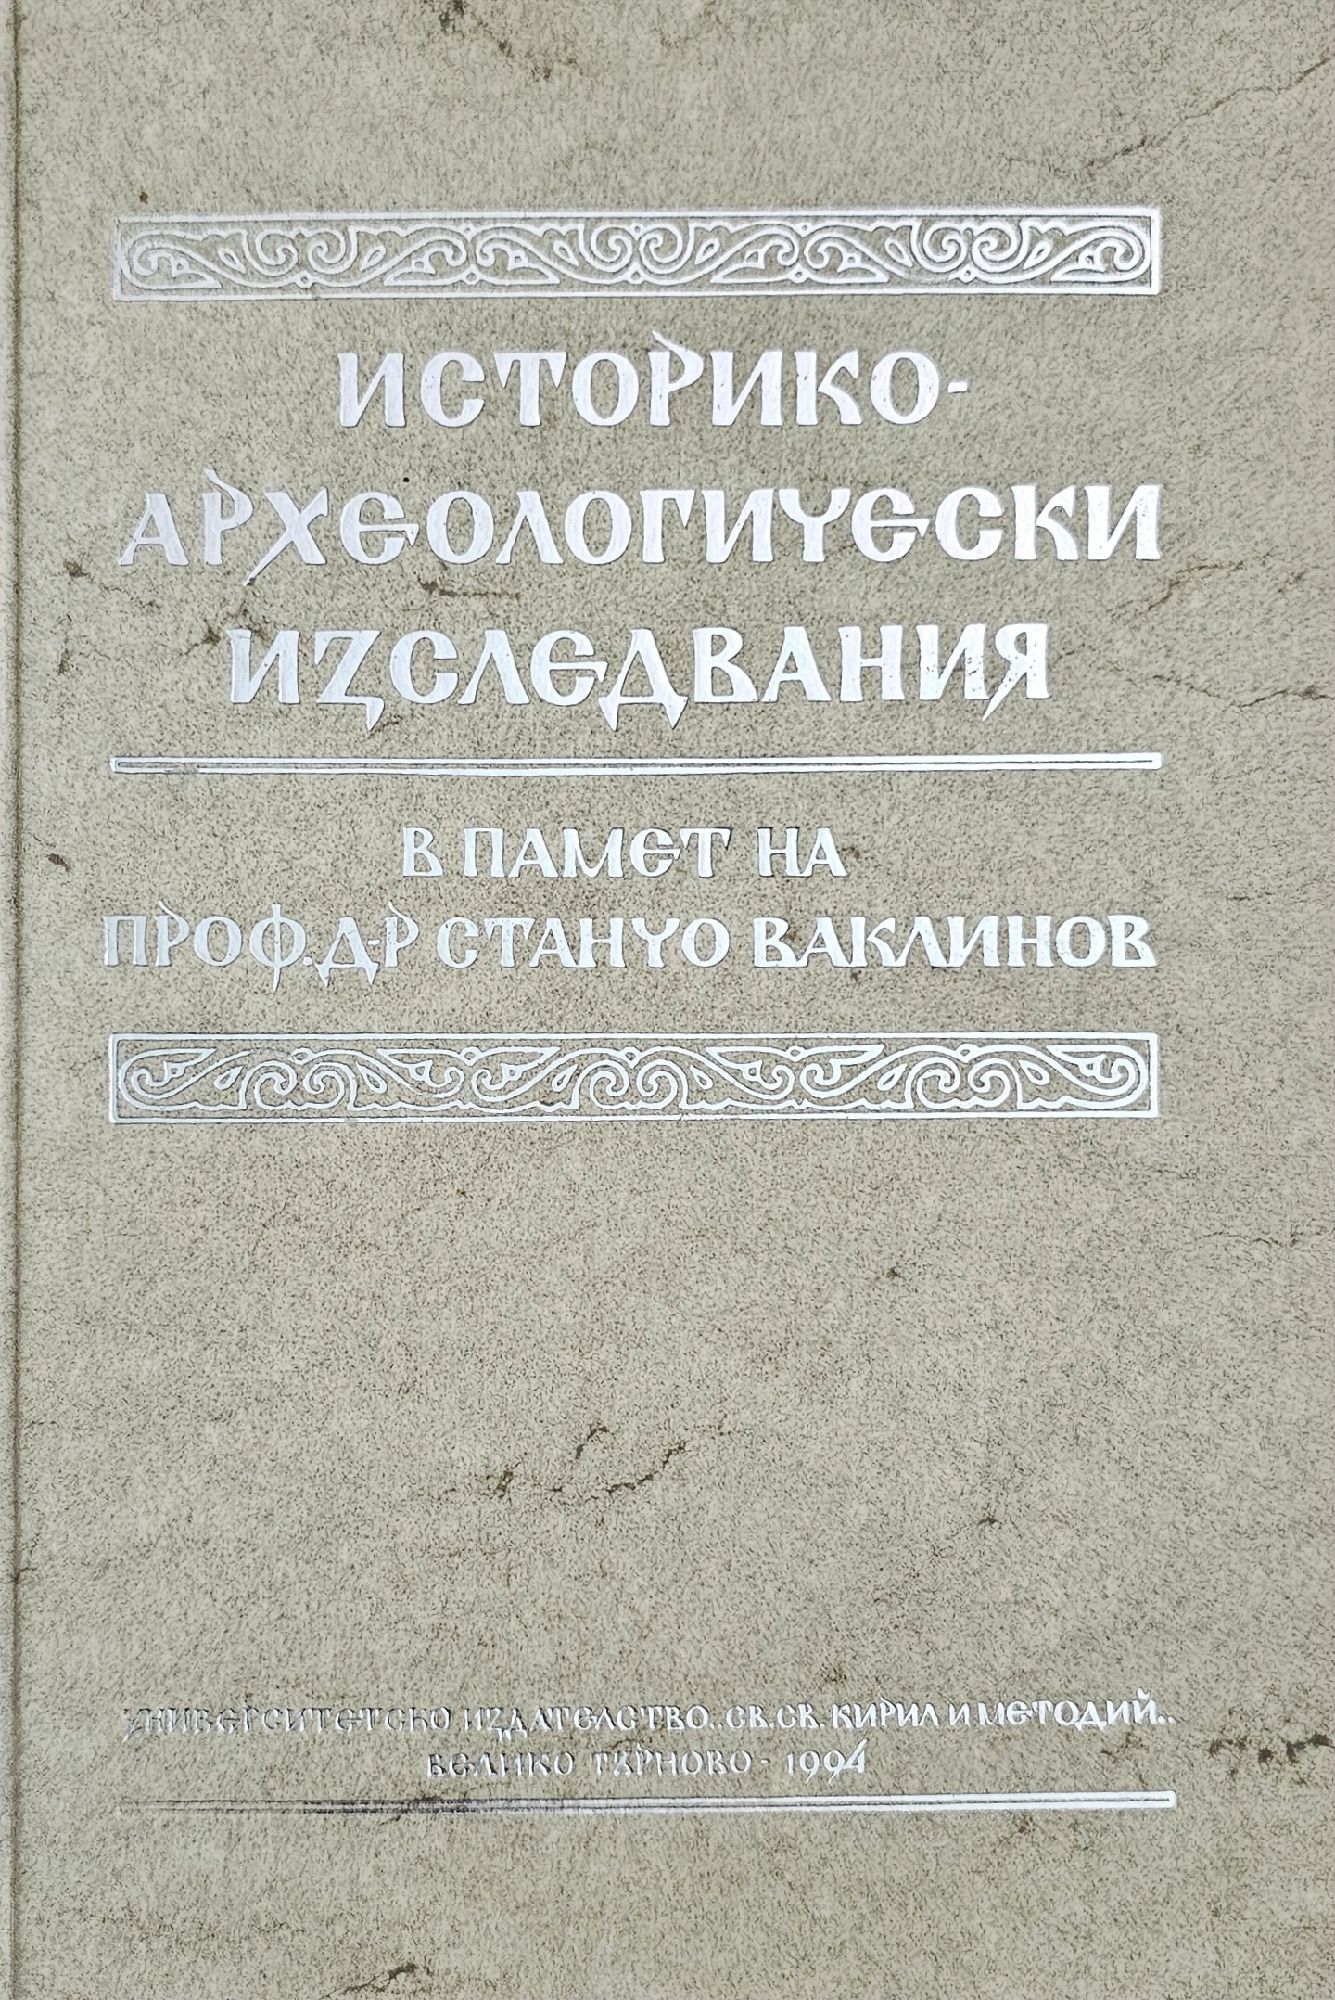 ИСТОРИКО-
АРХЕОЛОГИЧЕСКИ
ИЗСЛЕДВАНИЯ
В ПАМЕТ НА
ПРОФ. Д-Р СТАНЧО ВАКЛИНОВ
УНИВЕРСИТЕТСКО ИЗДАТЕЛСТВО „СВ.СВ. КИРИЛ И МЕТОДИЙ„
ВЕЛИКО ТЪРНОВО - 1994